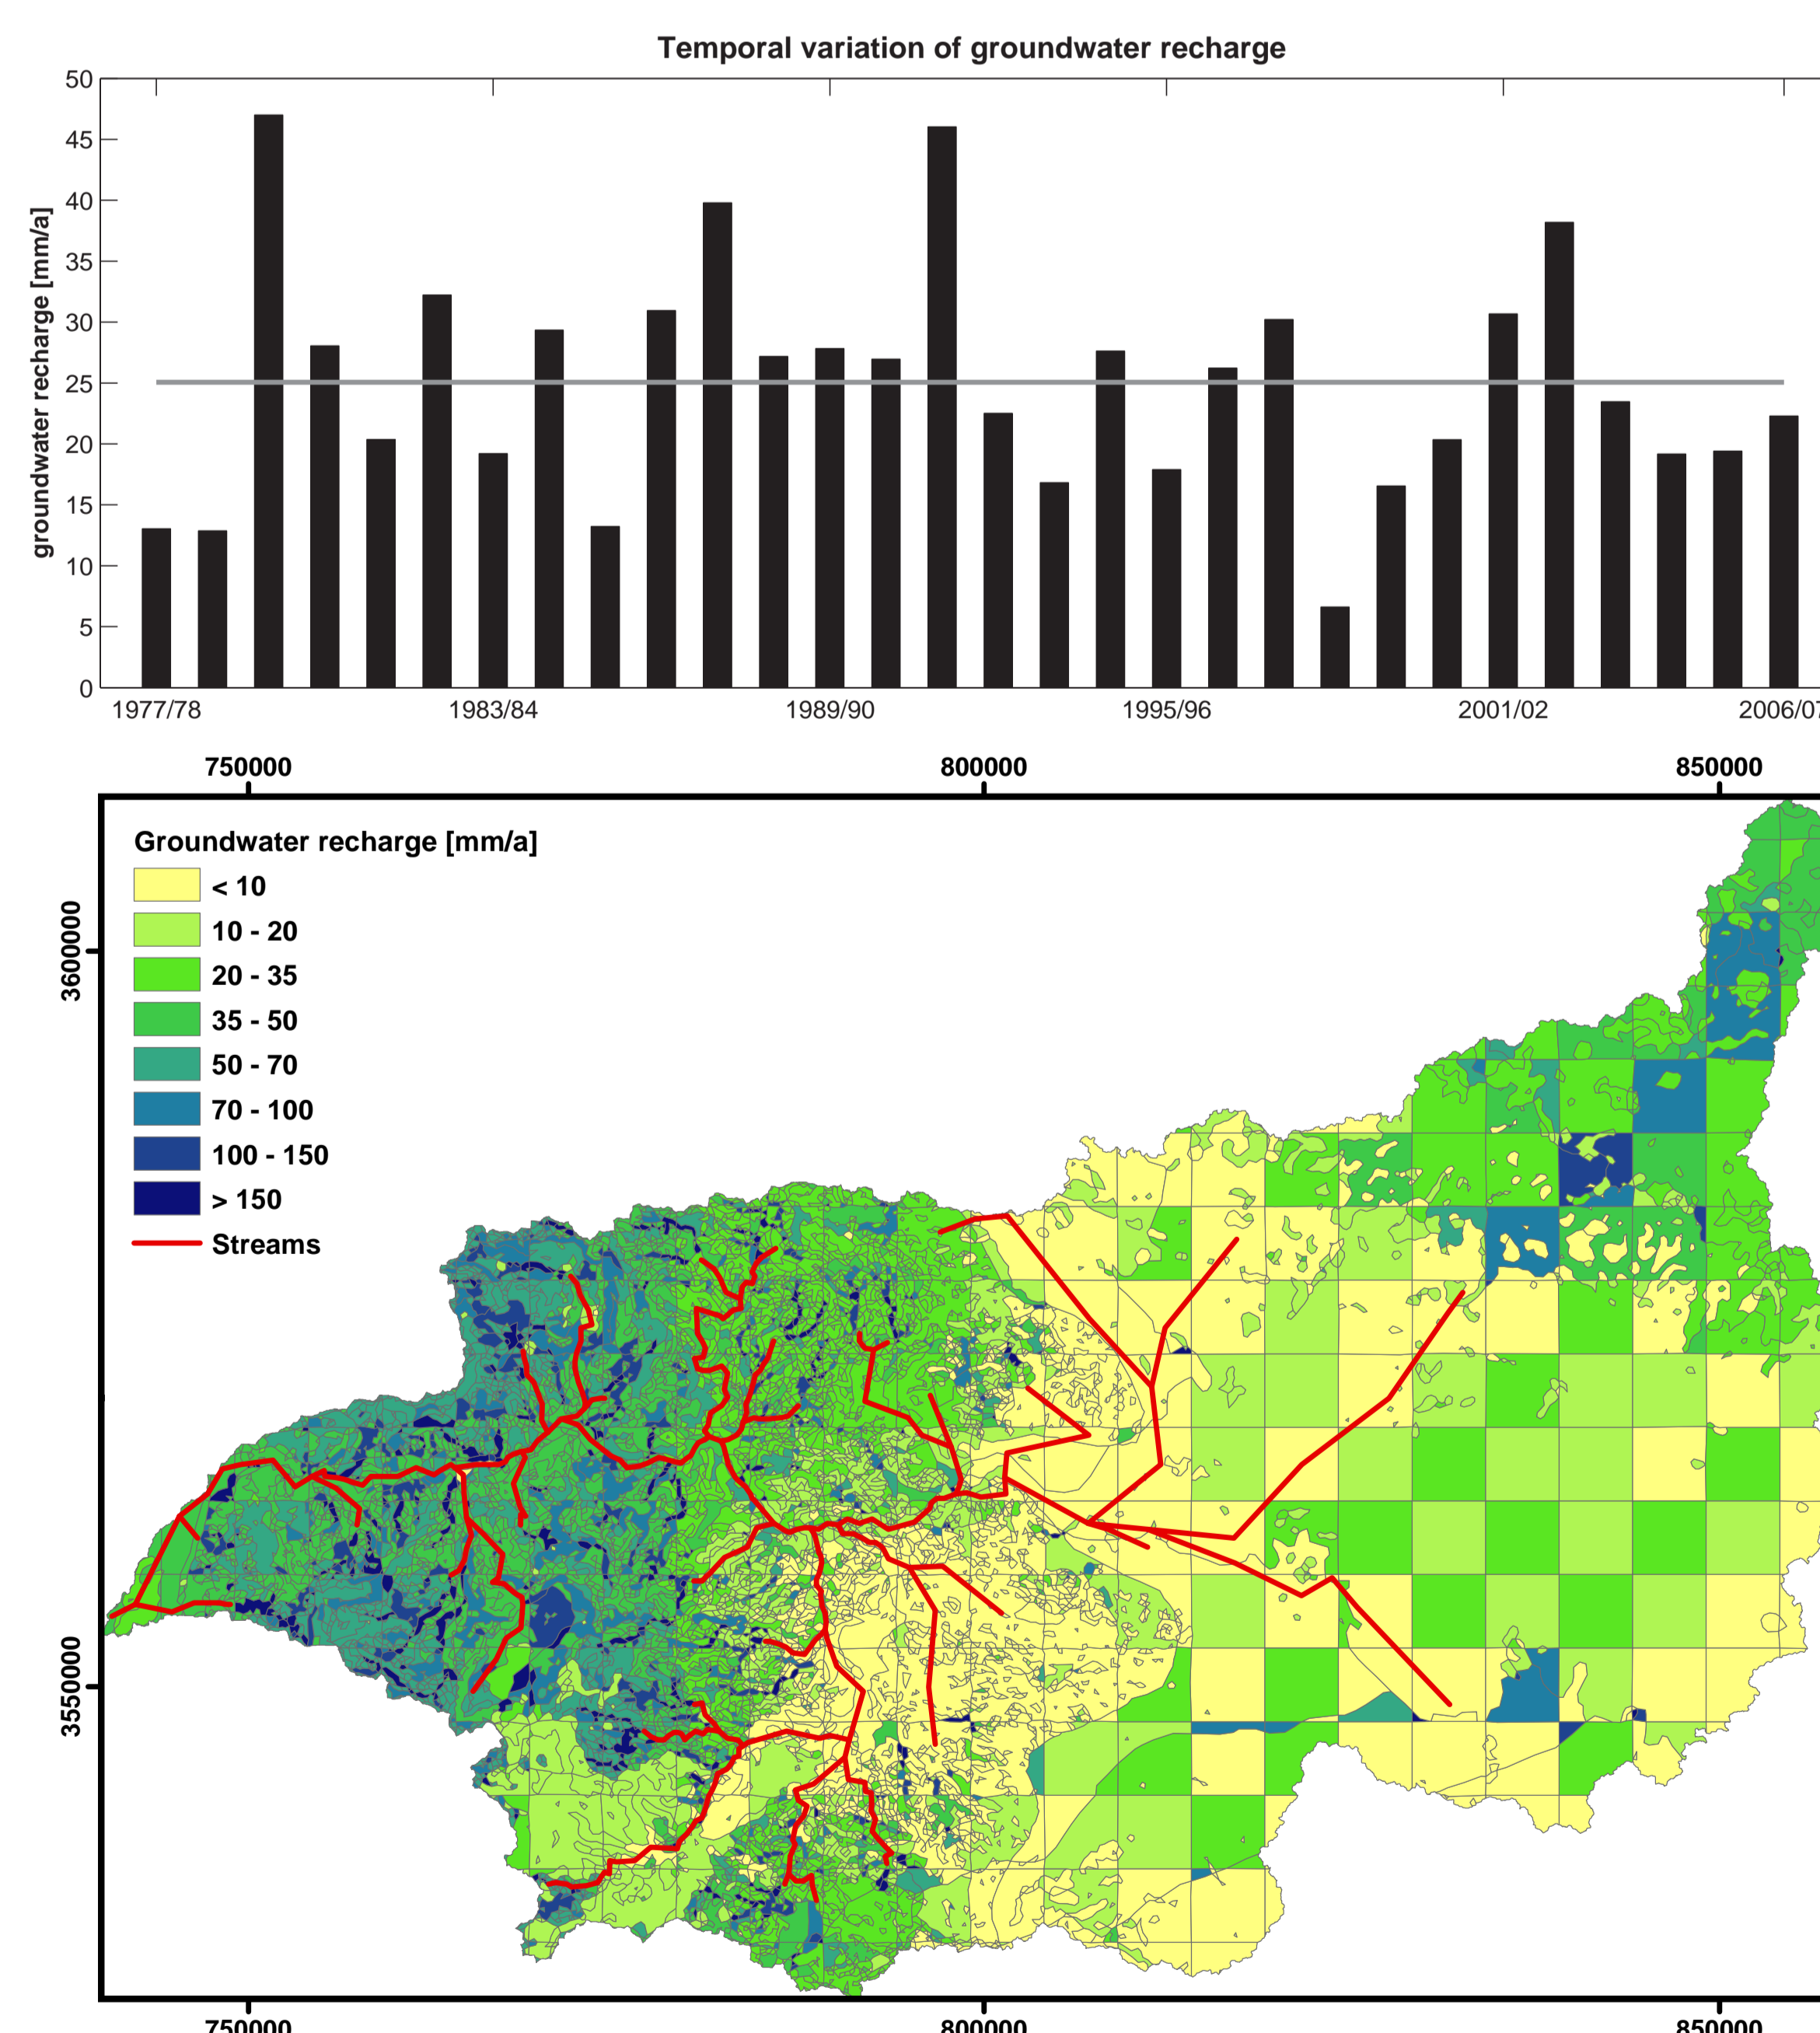 Temporal variation of groundwater recharge
groundwater recharge [mm/a]
50
45
40
35
30
25
20
15
10
5
0
1977/78 1983/84 1989/90 1995/96 2001/02 2006/07
750000 800000 850000
Groundwater recharge [mm/a]
< 10
10 - 20
20 - 35
35 - 50
50 - 70
70 - 100
100 - 150
> 150
Streams
3600000
3550000
750000 800000 850000